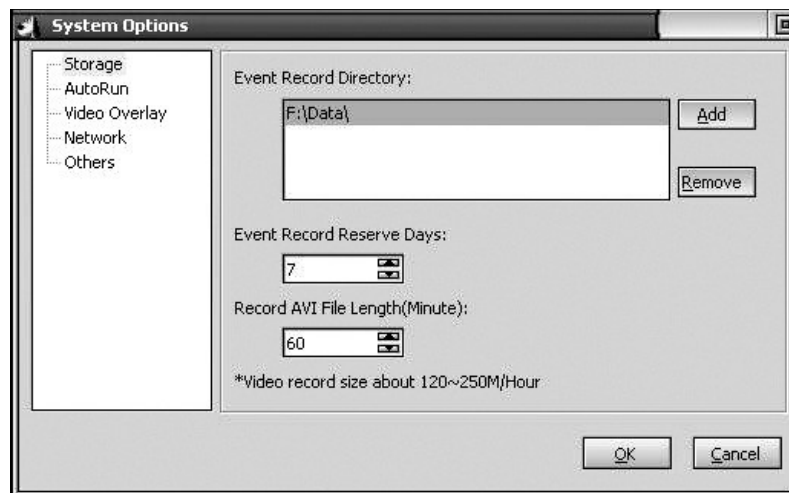 System Options
Storage
AutoRun
Video Overlay
Network
Others
Event Record Directory:
F:\Data\
Add
Remove
Event Record Reserve Days:
7
Record AVI File Length(Minute):
60
*Video record size about 120~250M/Hour
OK
Cancel